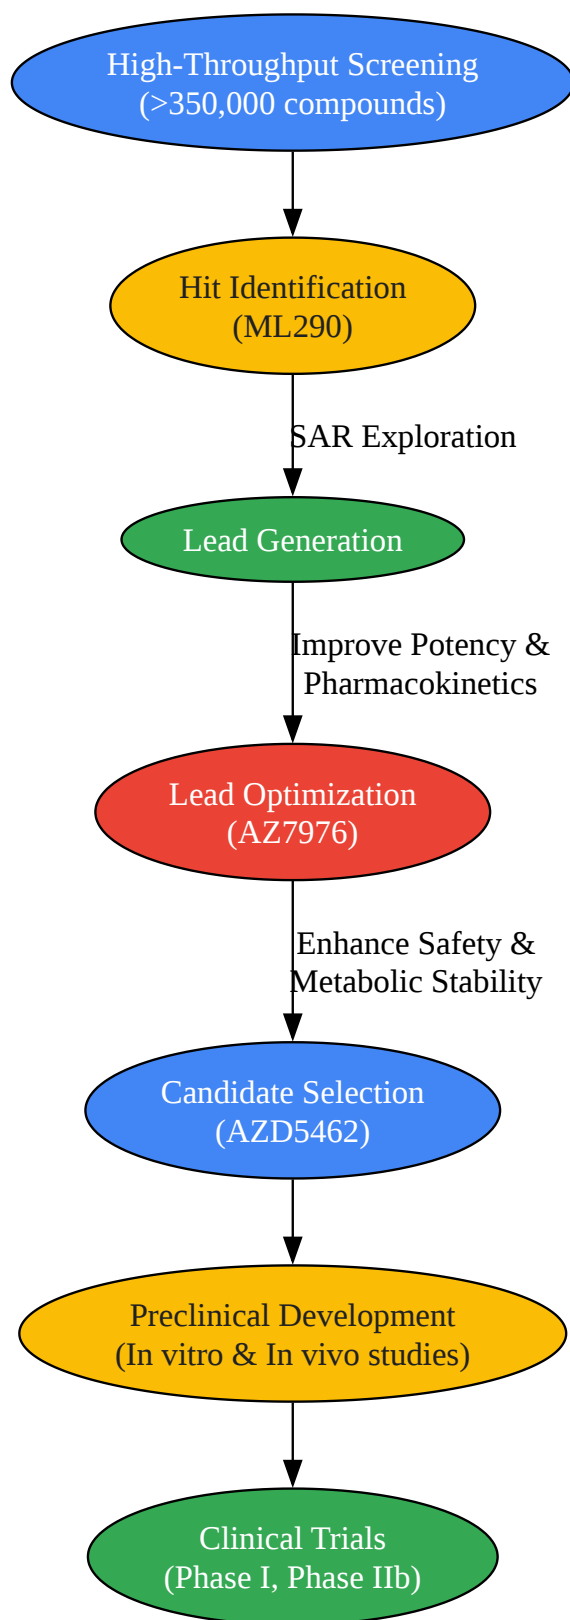 High-Throughput Screening
(>350,000 compounds)
Hit Identification
(ML290)
SAR Exploration
Lead Generation
Improve Potency &
Pharmacokinetics
Lead Optimization
(AZ7976)
Enhance Safety &
Metabolic Stability
Candidate Selection
(AZD5462)
Preclinical Development
(In vitro & In vivo studies)
Clinical Trials
(Phase I, Phase IIb)